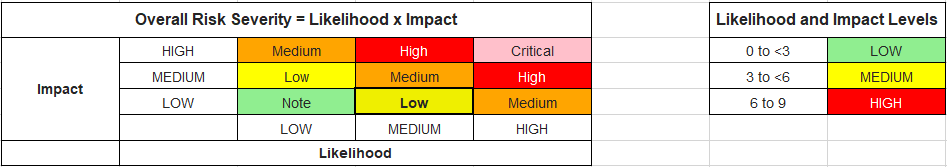 Overall Risk Severity = Likelihood x Impact
Likelihood and Impact Levels
HIGH Medium High Critical
0 to <3 LOW
Impact
MEDIUM Low Medium High
3 to <6 MEDIUM
LOW Note Low Medium
6 to 9 HIGH
LOW MEDIUM HIGH
Likelihood